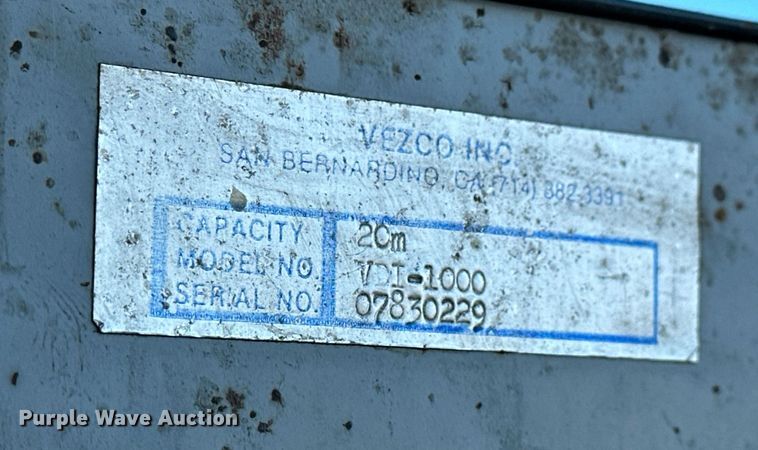 VEZCO INC.
SAN BERNARDINO, CA (714) 882-3391
CAPACITY 20m
MODEL NO. VDI-1000
SERIAL NO. 07830229
Purple Wave Auction